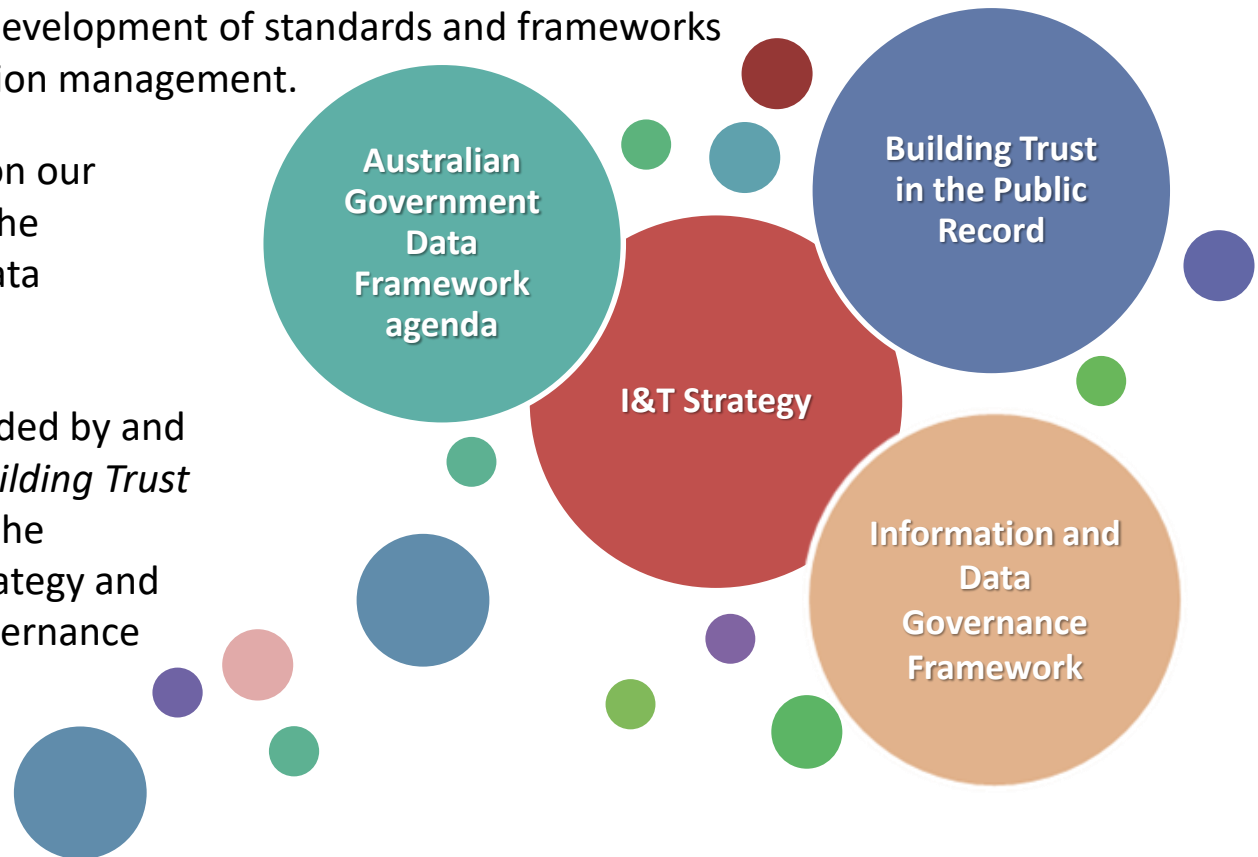 evelopment of standards and frameworks
ion management.
on our
he
ata
ded by and
ilding Trust
he
ategy and
ernance
Australian
Government
Data
Framework
agenda
Building Trust
in the Public
Record
I&T Strategy
Information and
Data
Governance
Framework